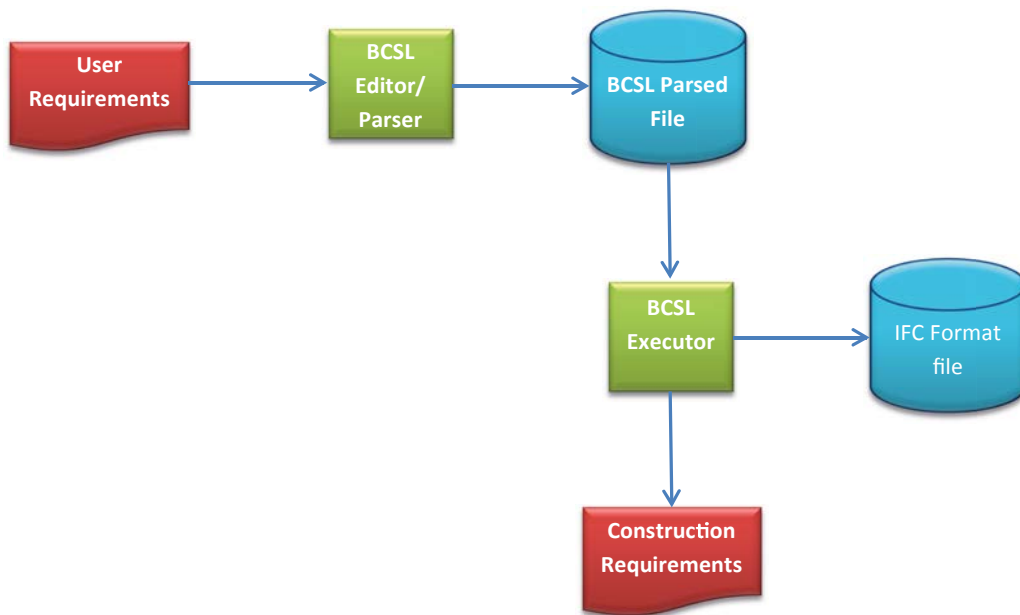 User
Requirements
BCSL
Editor/
Parser
BCSL Parsed
File
BCSL
Executor
IFC Format
file
Construction
Requirements